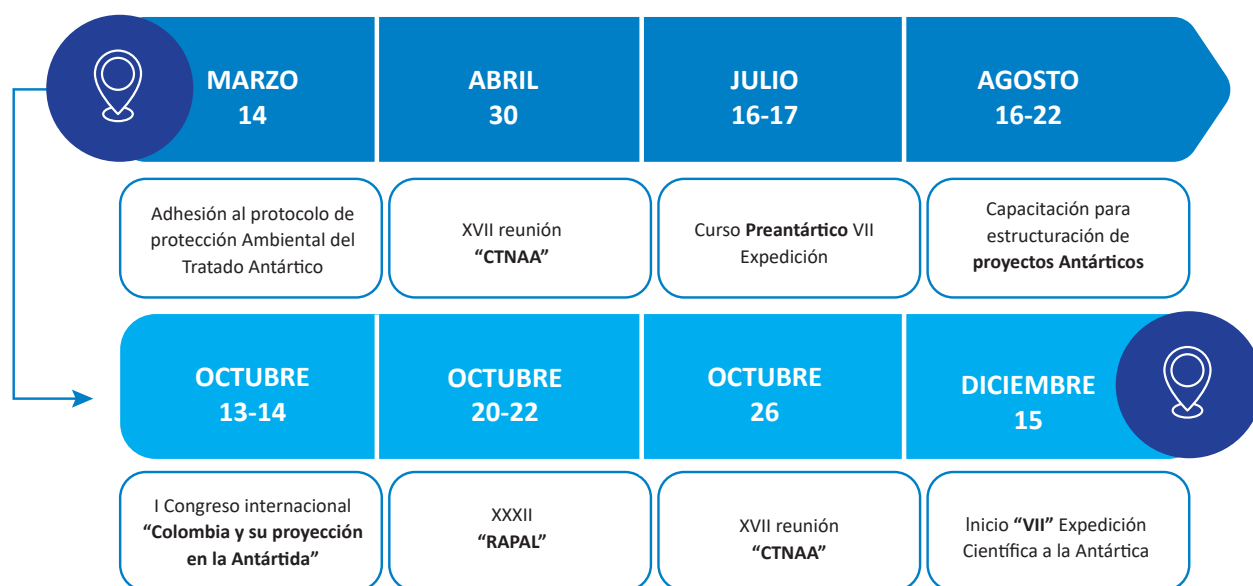 MARZO
14
ABRIL
30
JULIO
16-17
AGOSTO
16-22
Adhesión al protocolo de
protección Ambiental del
Tratado Antártico
XVII reunión
“CTNAA”
Curso Preantártico VII
Expedición
Capacitación para
estructuración de
proyectos Antárticos
OCTUBRE
13-14
OCTUBRE
20-22
OCTUBRE
26
DICIEMBRE
15
I Congreso internacional
“Colombia y su proyección
en la Antártida”
XXXII
“RAPAL”
XVII reunión
“CTNAA”
Inicio “VII” Expedición
Científica a la Antártica